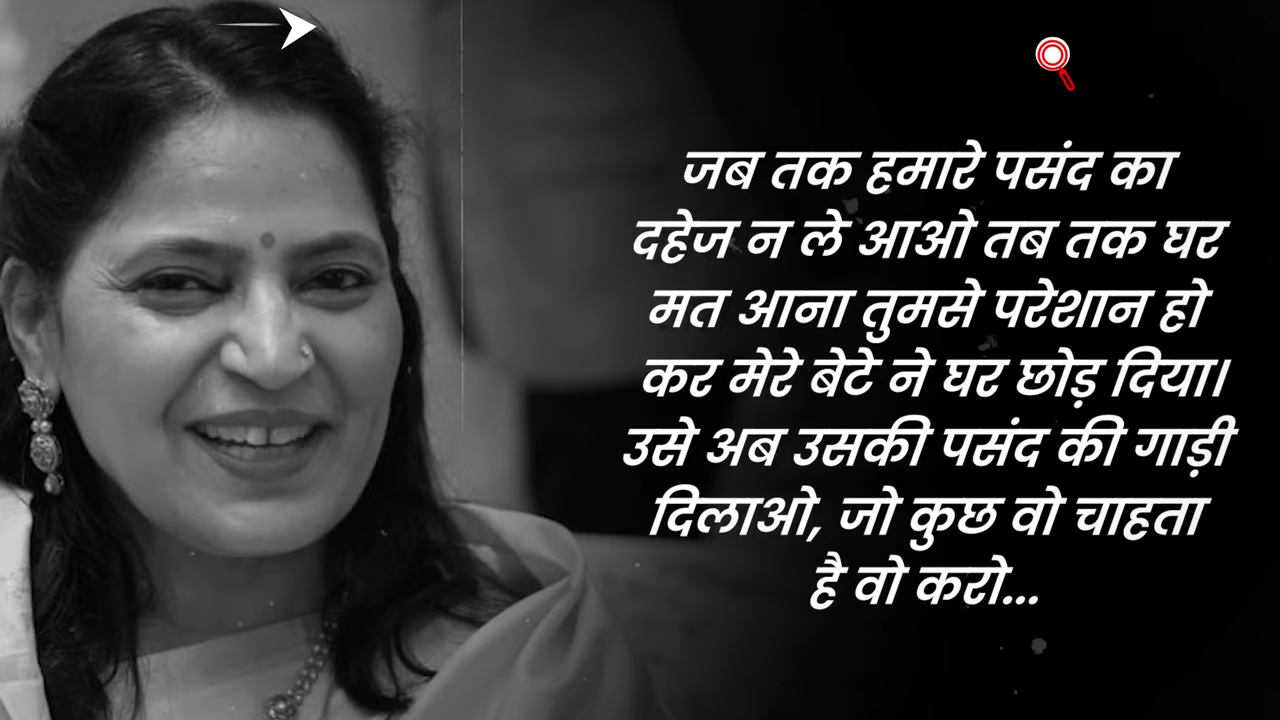 जब तक हमारे पसंद का
दहेज न ले आओ तब तक घर
मत आना तुमसे परेशान हो
कर मेरे बेटे ने घर छोड़ दिया।
उसे अब उसकी पसंद की गाड़ी
दिलाओ, जो कुछ वो चाहता
है वो करो...